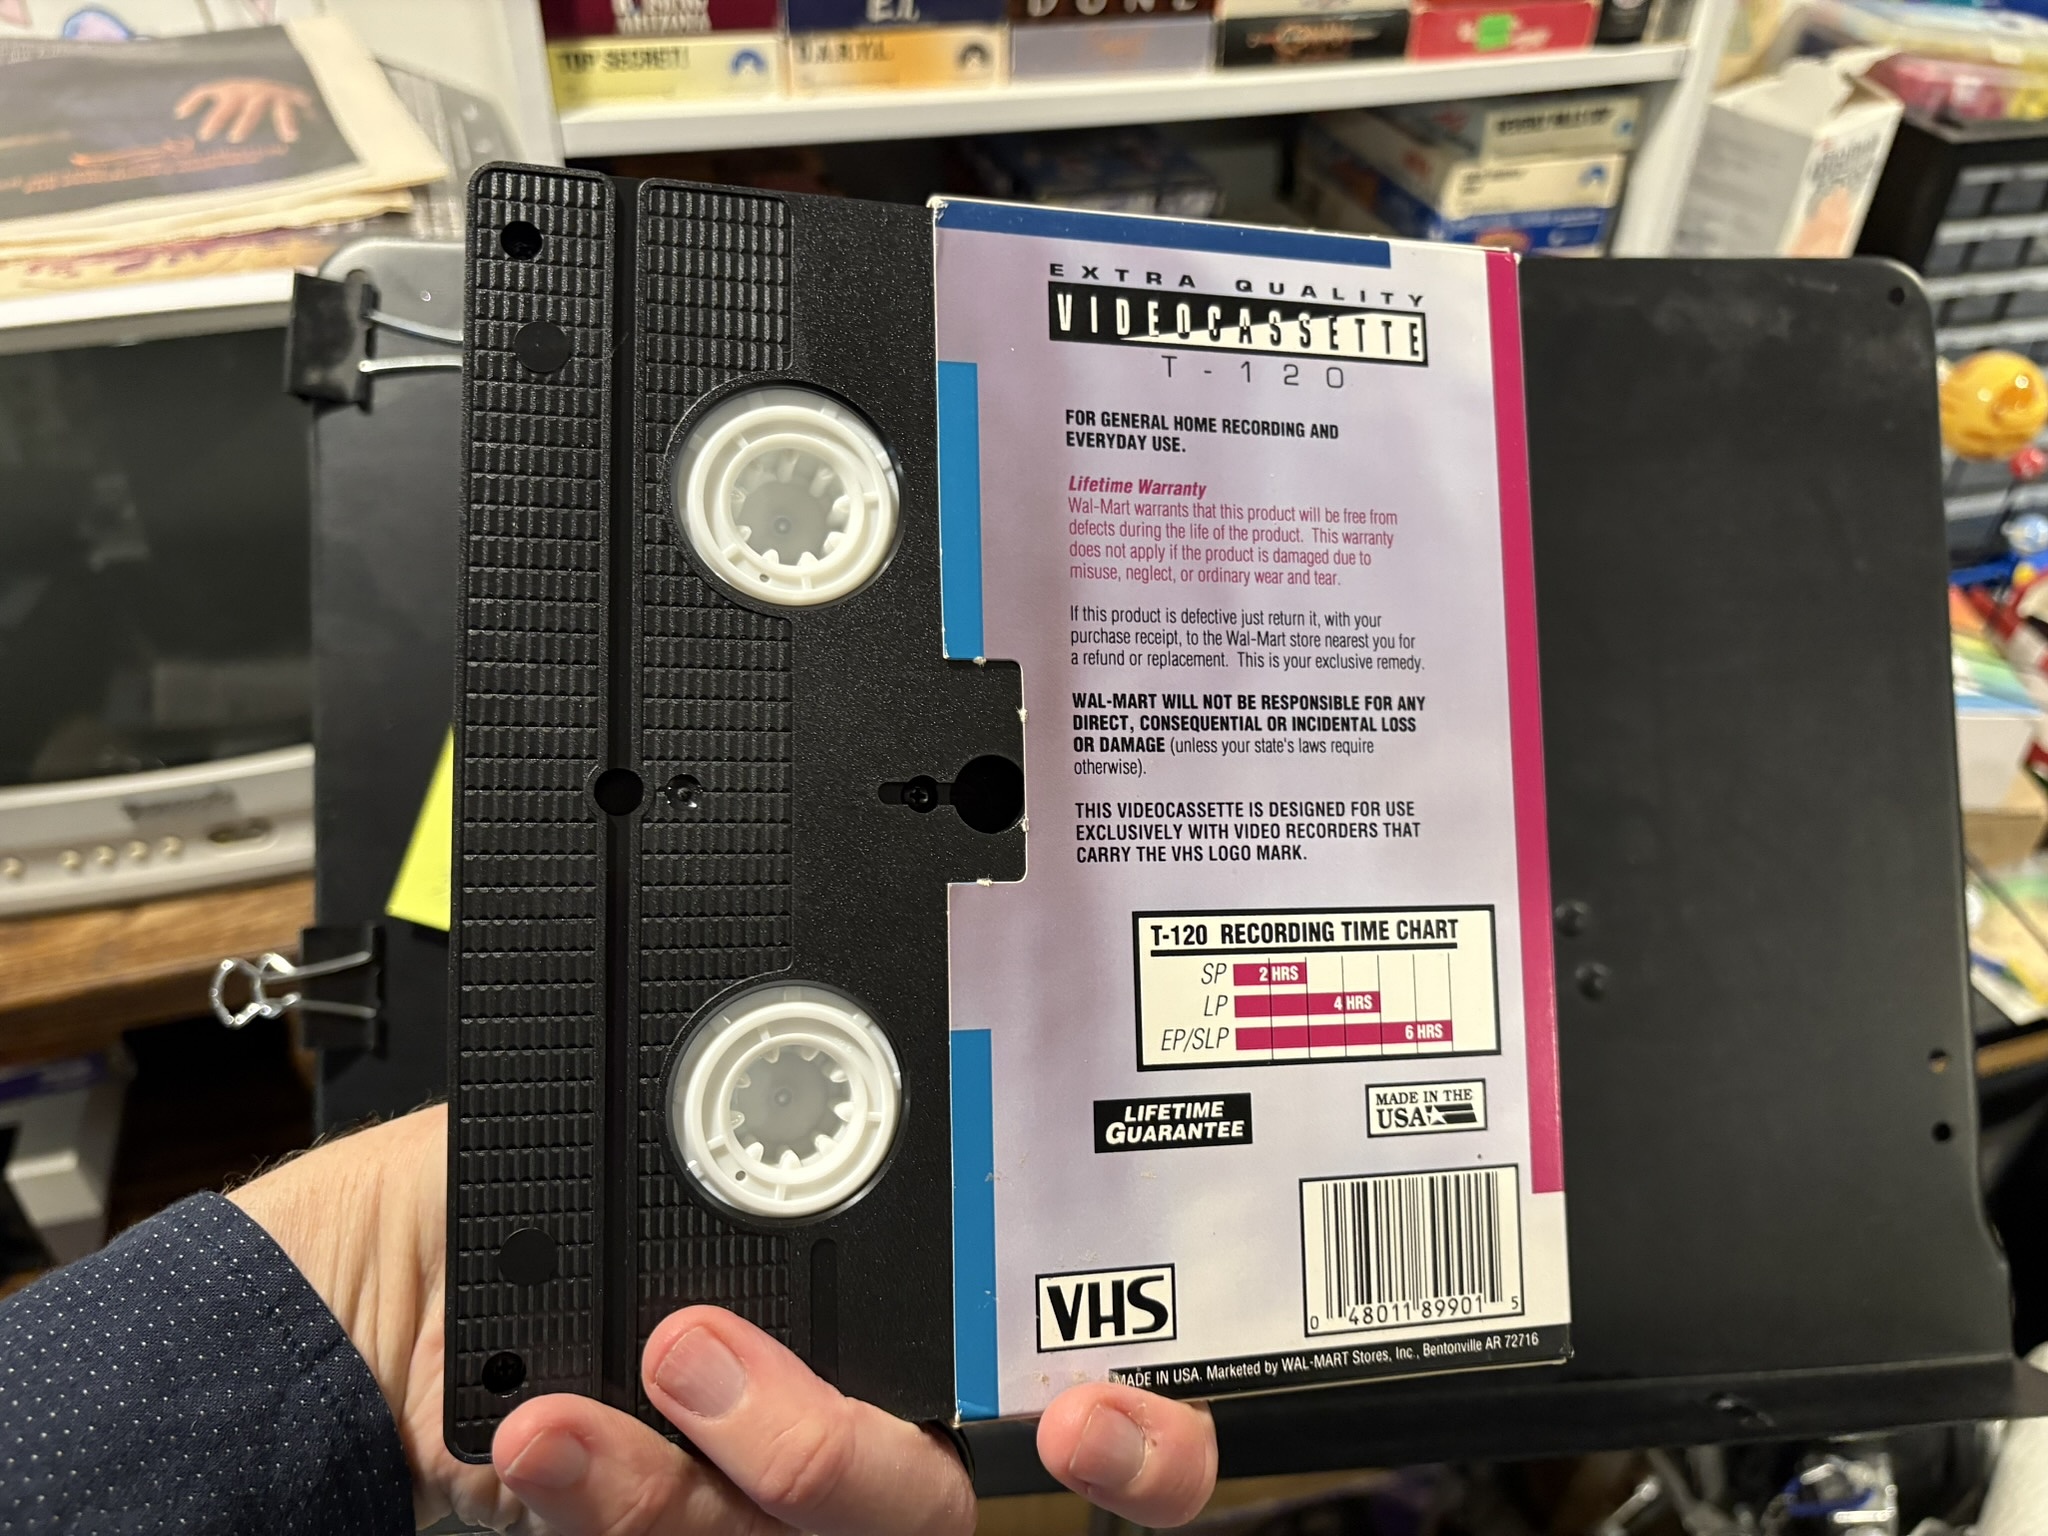 TOP SECRET!
D.A.R.Y.L.
E.T.
DUNE
EXTRA QUALITY
VIDEOCASSETTE
T-120
FOR GENERAL HOME RECORDING AND
EVERYDAY USE.
Lifetime Warranty
Wal-Mart warrants that this product will be free from
defects during the life of the product. This warranty
does not apply if the product is damaged due to
misuse, neglect, or ordinary wear and tear.
If this product is defective just return it, with your
purchase receipt, to the Wal-Mart store nearest you for
a refund or replacement. This is your exclusive remedy.
WAL-MART WILL NOT BE RESPONSIBLE FOR ANY
DIRECT, CONSEQUENTIAL OR INCIDENTAL LOSS
OR DAMAGE (unless your state's laws require
otherwise).
THIS VIDEOCASSETTE IS DESIGNED FOR USE
EXCLUSIVELY WITH VIDEO RECORDERS THAT
CARRY THE VHS LOGO MARK.
T-120 RECORDING TIME CHART
SP 2 HRS
LP 4 HRS
EP/SLP 6 HRS
LIFETIME
GUARANTEE
MADE IN THE
USA
VHS
0 48011 89901 5
MADE IN USA. Marketed by WAL-MART Stores, Inc., Bentonville AR 72716